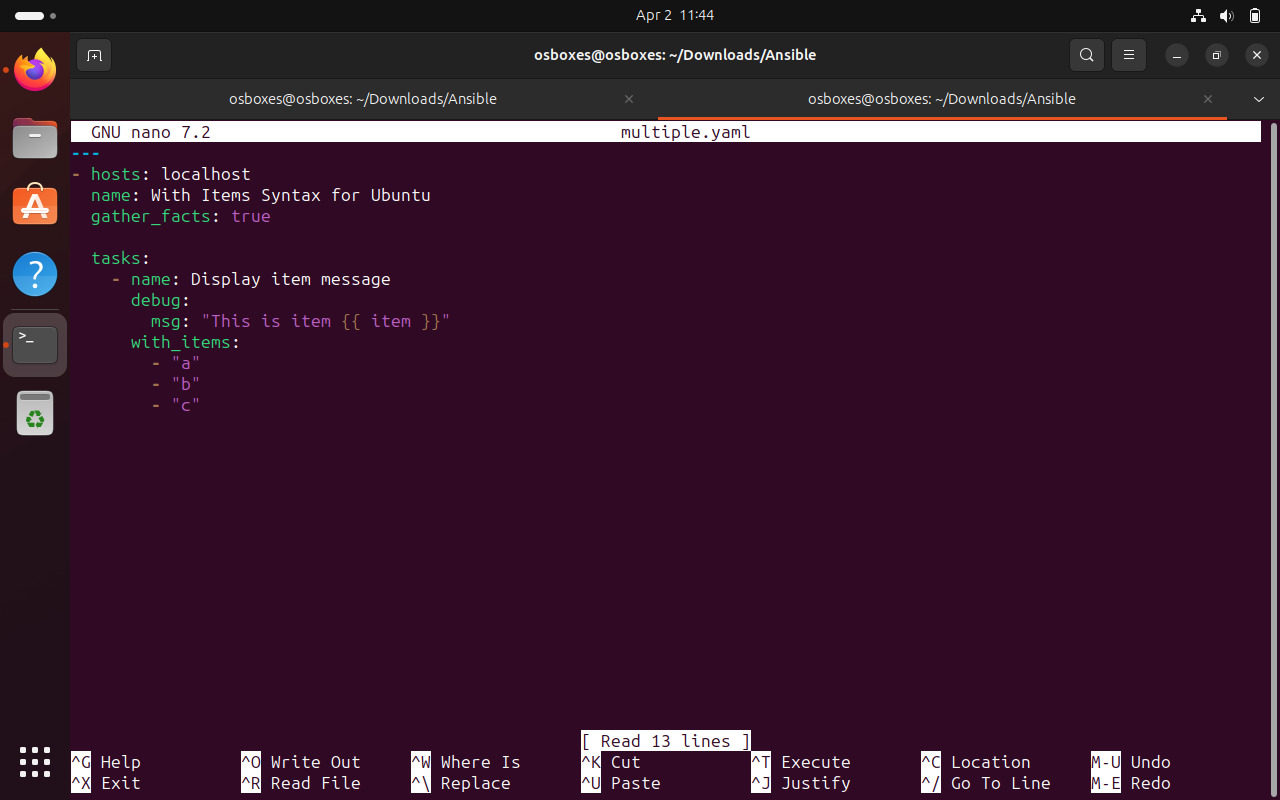 Apr 2 11:44
osboxes@osboxes: ~/Downloads/Ansible
osboxes@osboxes: ~/Downloads/Ansible
osboxes@osboxes: ~/Downloads/Ansible
GNU nano 7.2 multiple.yaml
---
- hosts: localhost
  name: With Items Syntax for Ubuntu
  gather_facts: true
  tasks:
    - name: Display item message
      debug:
        msg: "This is item {{ item }}"
      with_items:
        - "a"
        - "b"
        - "c"
[ Read 13 lines ]
^G Help ^O Write Out ^W Where Is ^K Cut ^T Execute ^C Location M-U Undo
^X Exit ^R Read File ^\ Replace ^U Paste ^J Justify ^/ Go To Line M-E Redo